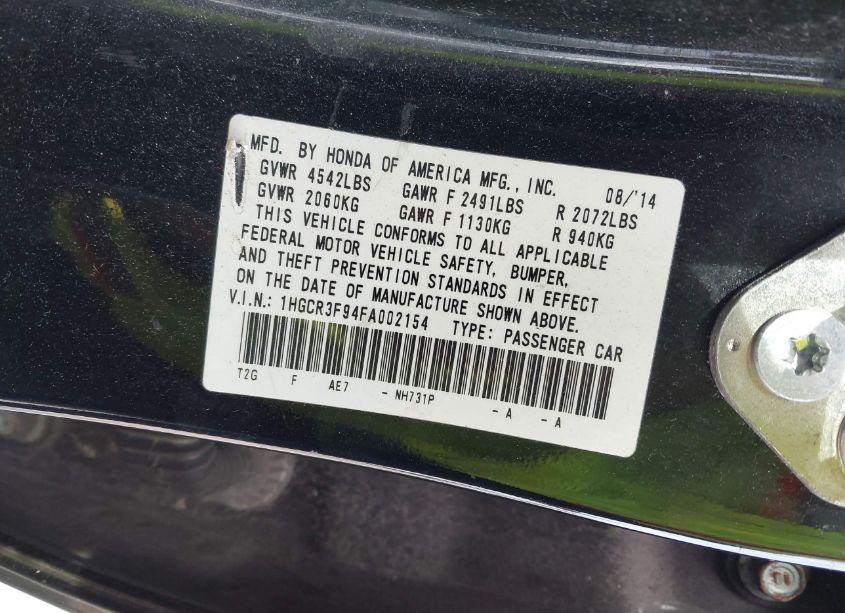 MFD. BY HONDA OF AMERICA MFG., INC. 08/'14
GVWR 4542LBS GAWR F 2491LBS R 2072LBS
GVWR 2060KG GAWR F 1130KG R 940KG
THIS VEHICLE CONFORMS TO ALL APPLICABLE
FEDERAL MOTOR VEHICLE SAFETY, BUMPER,
AND THEFT PREVENTION STANDARDS IN EFFECT
ON THE DATE OF MANUFACTURE SHOWN ABOVE.
V.I.N.: 1HGCR3F94FA002154 TYPE: PASSENGER CAR
T2G F AE7 - NH731P - A - A